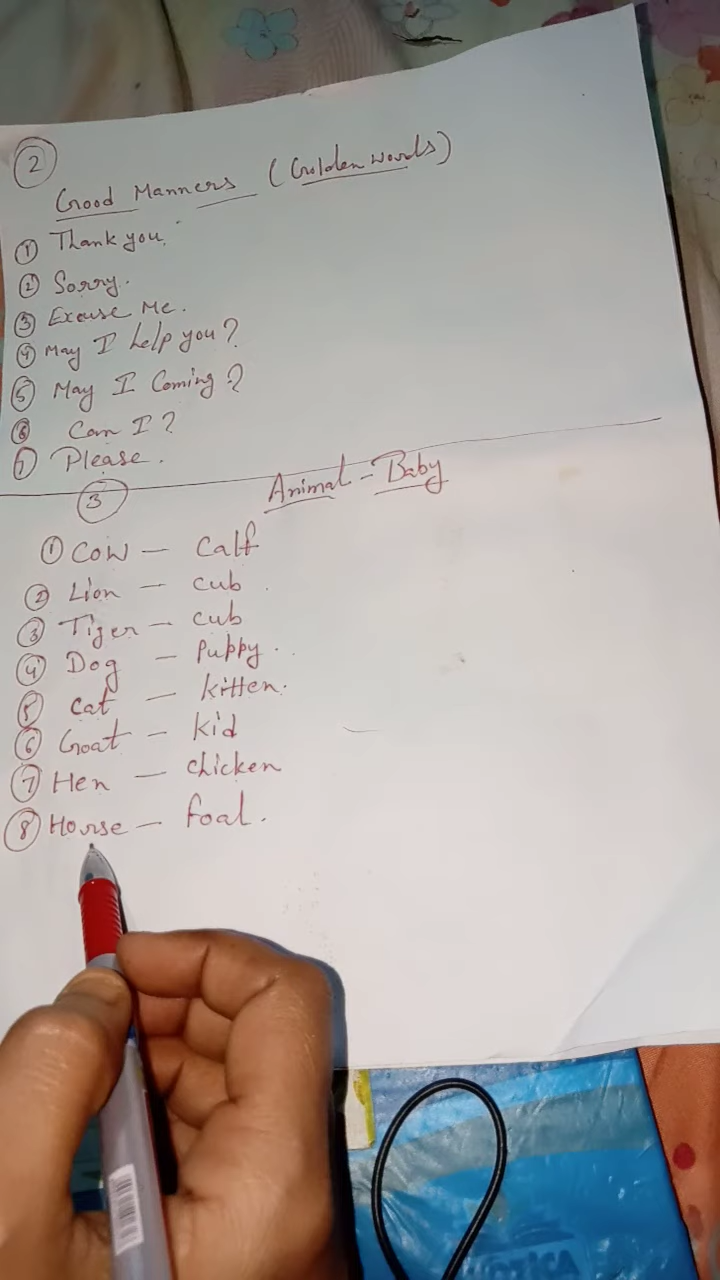 2
Good Manners (Golden words)
1 Thank you.
2 Sorry.
3 Excuse Me.
4 May I help you?
5 May I Coming?
6 Can I?
7 Please.
3
Animal - Baby
1 Cow — Calf
2 Lion — cub
3 Tiger — cub
4 Dog — Puppy.
5 Cat — kitten.
6 Goat — kid
7 Hen — chicken
8 Horse — foal.